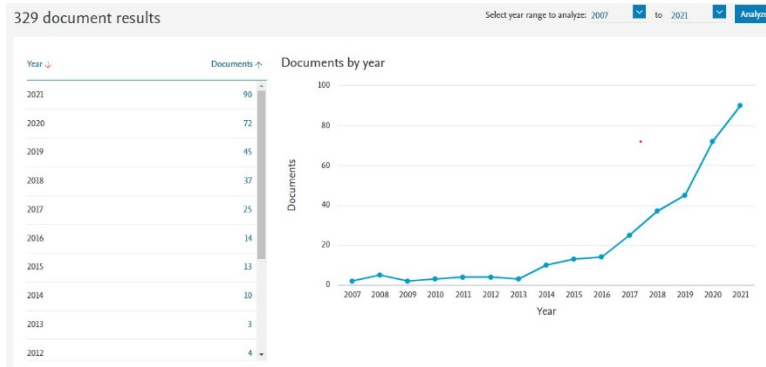 329 document results
Select year range to analyze: 2007 to 2021 Analyze
Year Documents
2021 90
2020 72
2019 45
2018 37
2017 25
2016 14
2015 13
2014 10
2013 3
2012 4
Documents by year
100
80
60
40
20
0
Documents
2007 2008 2009 2010 2011 2012 2013 2014 2015 2016 2017 2018 2019 2020 2021
Year